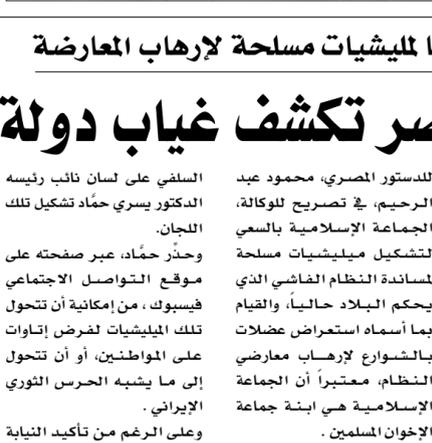 ا لمليشيات مسلحة لإرهاب المعارضة
صر تكشف غياب دولة
للدستور المصري، محمود عبد
الرحيم، في تصريح للوكالة،
الجماعة الإسلامية بالسعي
لتشكيل ميليشيات مسلحة
لمساندة النظام الفاشي الذي
يحكم البلاد حالياً، والقيام
بما أسماه استعراض عضلات
بالشوارع لإرهاب معارضي
النظام، معتبراً أن الجماعة
الإسلامية هي ابنة جماعة
الإخوان المسلمين .
السلفي على لسان نائب رئيسه
الدكتور يسري حمَّاد تشكيل تلك
اللجان.
وحذَّر حمَّاد، عبر صفحته على
موقع التواصل الاجتماعي
فيسبوك ، من إمكانية أن تتحول
تلك الميليشيات لفرض إتاوات
على المواطنين، أو أن تتحول
إلى ما يشبه الحرس الثوري
الإيراني .
وعلى الرغم من تأكيد النيابة